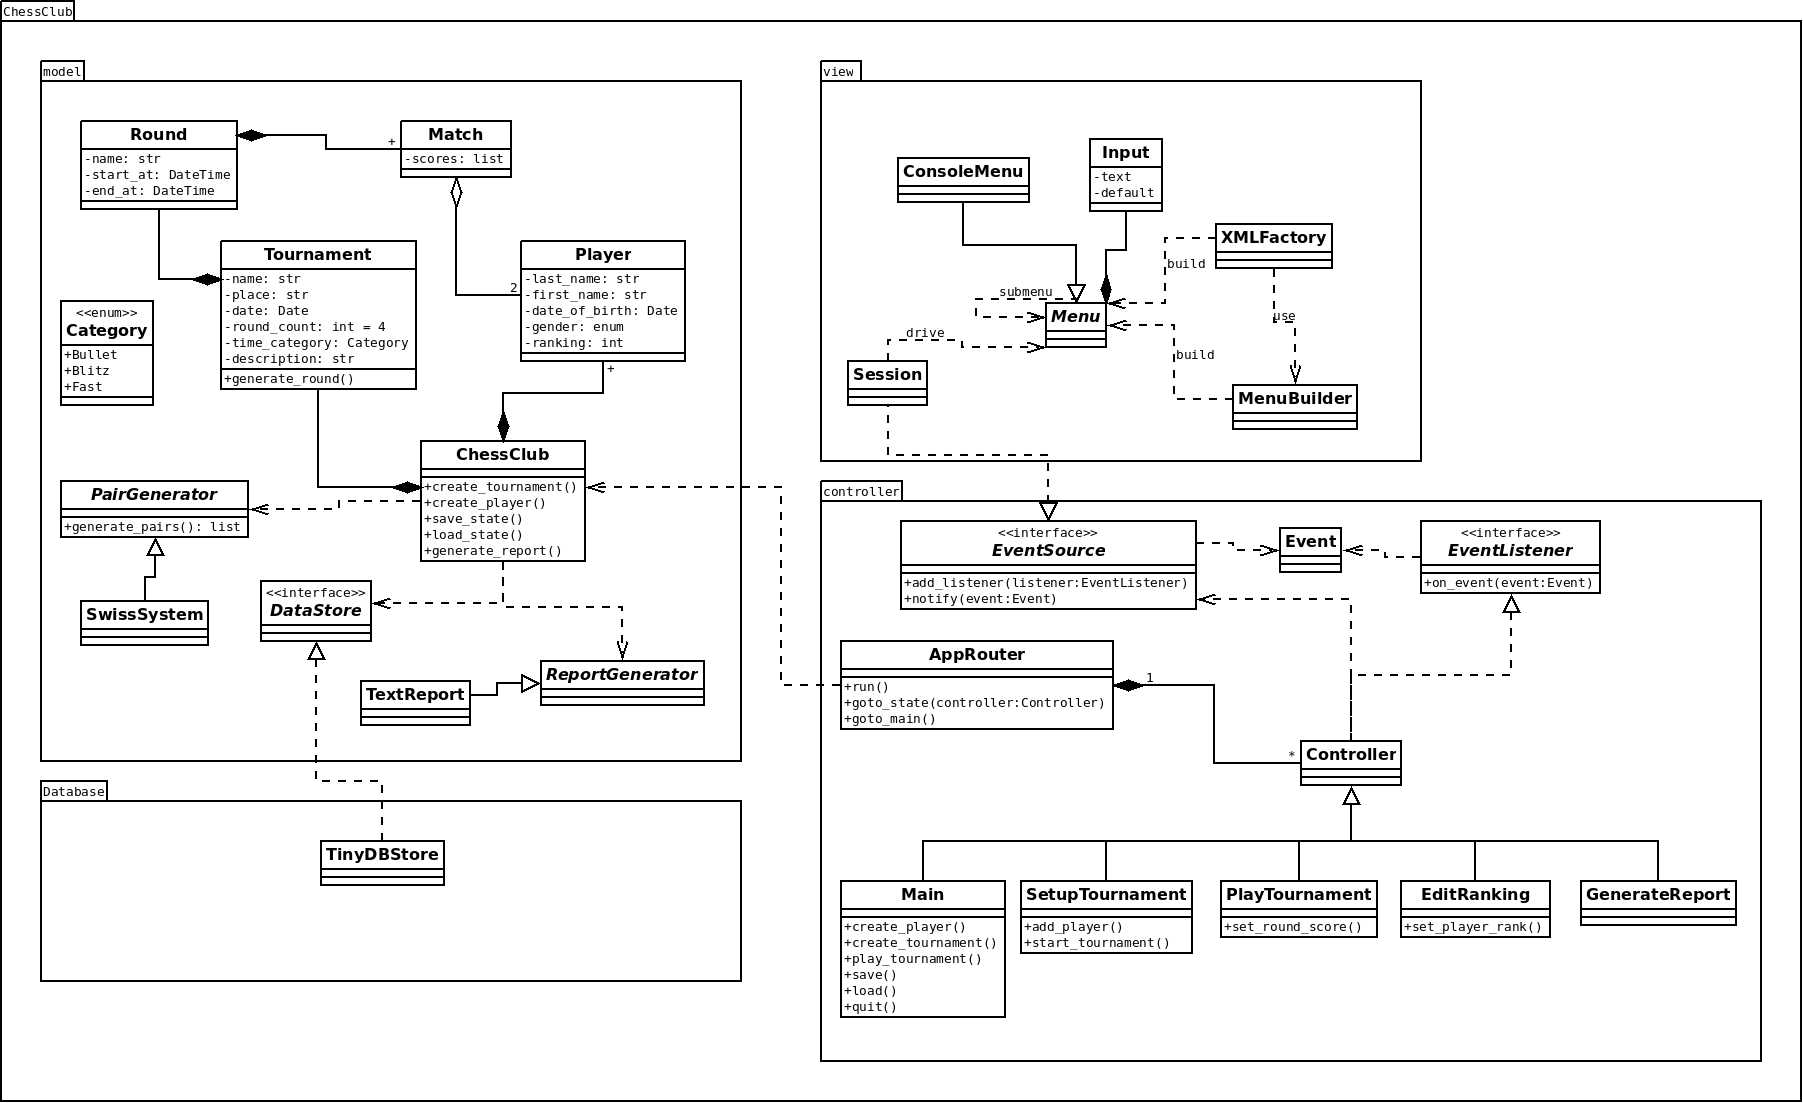 ChessClub
model
Round
-name: str
-start_at: DateTime
-end_at: DateTime
+
Match
-scores: list
Tournament
-name: str
-place: str
-date: Date
-round_count: int = 4
-time_category: Category
-description: str
+generate_round()
2
Player
-last_name: str
-first_name: str
-date_of_birth: Date
-gender: enum
-ranking: int
+
<<enum>>
Category
+Bullet
+Blitz
+Fast
ChessClub
+create_tournament()
+create_player()
+save_state()
+load_state()
+generate_report()
PairGenerator
+generate_pairs(): list
SwissSystem
<<interface>>
DataStore
TextReport
ReportGenerator
Database
TinyDBStore
view
ConsoleMenu
Input
-text
-default
XMLFactory
build
submenu
Menu
use
drive
build
Session
MenuBuilder
controller
<<interface>>
EventSource
+add_listener(listener:EventListener)
+notify(event:Event)
Event
<<interface>>
EventListener
+on_event(event:Event)
AppRouter
+run()
+goto_state(controller:Controller)
+goto_main()
1
*
Controller
Main
+create_player()
+create_tournament()
+play_tournament()
+save()
+load()
+quit()
SetupTournament
+add_player()
+start_tournament()
PlayTournament
+set_round_score()
EditRanking
+set_player_rank()
GenerateReport